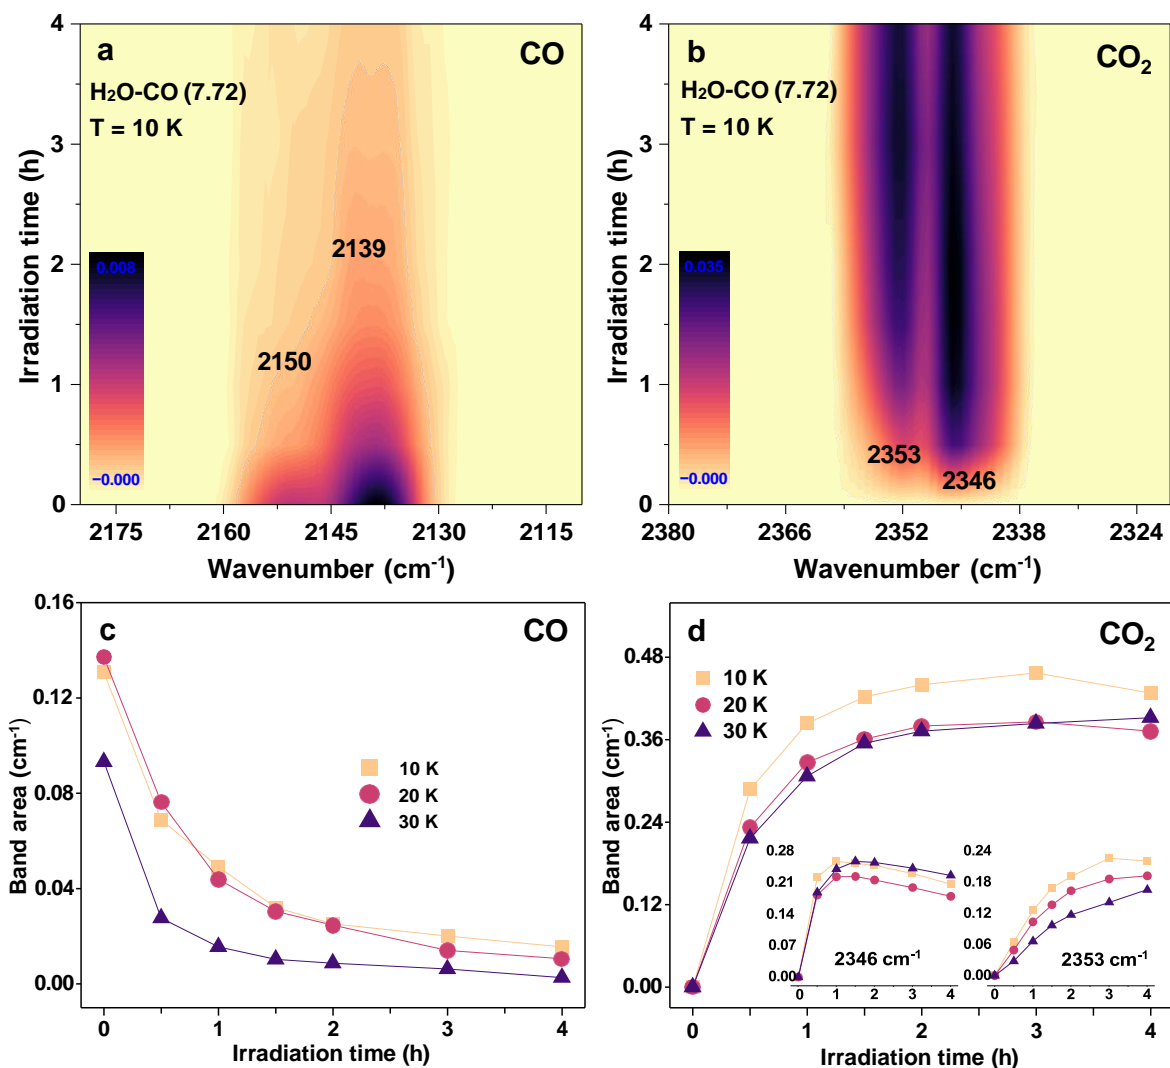 a
CO
H₂O-CO (7.72)
T = 10 K
2139
2150
0.008
−0.000
4
3
2
1
0
Irradiation time (h)
2175 2160 2145 2130 2115
Wavenumber (cm⁻¹)
b
CO₂
H₂O-CO (7.72)
T = 10 K
2353
2346
0.035
−0.000
4
3
2
1
0
Irradiation time (h)
2380 2366 2352 2338 2324
Wavenumber (cm⁻¹)
c
CO
10 K
20 K
30 K
0.16
0.12
0.08
0.04
0.00
Band area (cm⁻¹)
0 1 2 3 4
Irradiation time (h)
d
CO₂
10 K
20 K
30 K
0.48
0.36
0.24
0.12
0.00
Band area (cm⁻¹)
0.28
0.21
0.14
0.07
0.00
2346 cm⁻¹
0 1 2 3 4
0.24
0.18
0.12
0.06
0.00
2353 cm⁻¹
0 1 2 3 4
0 1 2 3 4
Irradiation time (h)